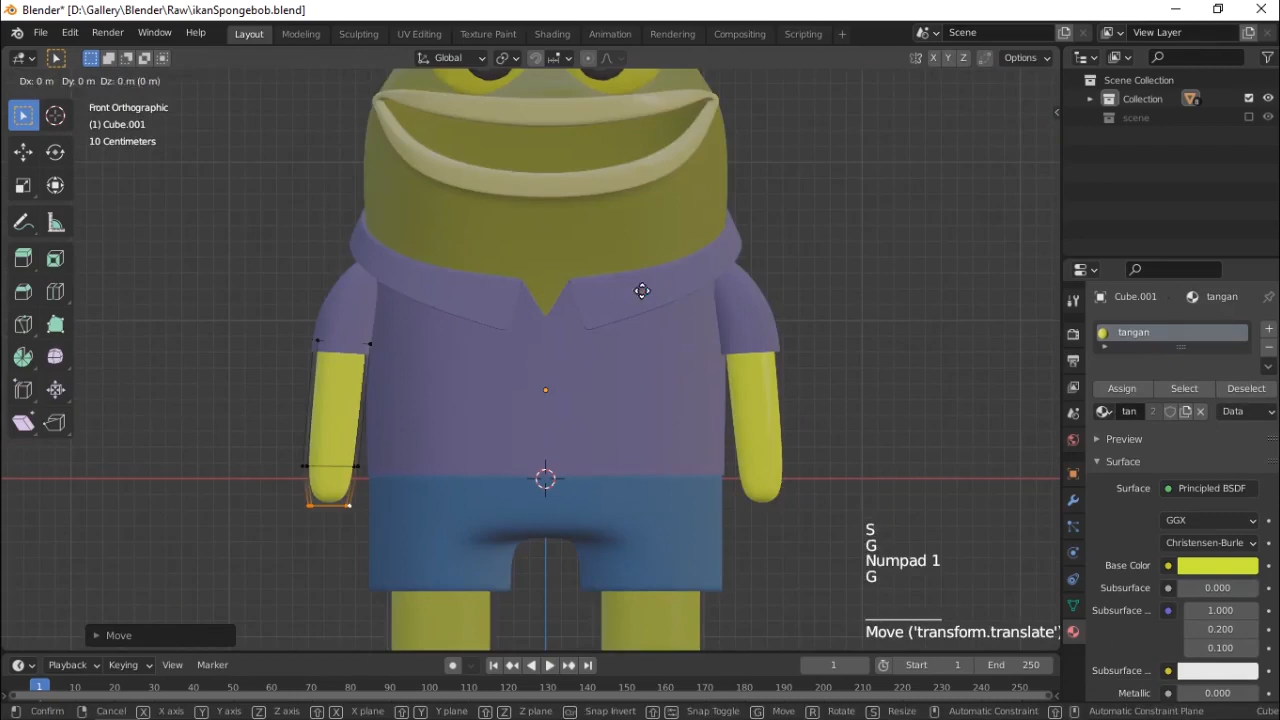 Blender* [D:\Gallery\Blender\Raw\ikanSpongebob.blend]
File Edit Render Window Help Layout Modeling Sculpting UV Editing Texture Paint Shading Animation Rendering Compositing Scripting + Scene View Layer
Global X Y Z Options
Dx: 0 m Dy: 0 m Dz: 0 m (0 m)
Scene Collection
Collection 8
scene
Front Orthographic
(1) Cube.001
10 Centimeters
Cube.001 tangan
tangan
Assign Select Deselect
tan 2 Data
Preview
Surface
Surface Principled BSDF
GGX
Christensen-Burle
Base Color
Subsurface 0.000
Subsurface .. 1.000
0.200
0.100
Subsurface ...
Metallic 0.000
S
G
Numpad 1
G
Move ('transform.translate')
Move
Playback Keying View Marker 1 Start 1 End 250
1 10 20 30 40 50 60 70 80 90 100 110 120 130 140 150 160 170 180 190 200 210 220 230 240 250
Confirm Cancel X X axis Y Y axis Z Z axis X X plane Y Y plane Z Z plane Snap Invert Snap Toggle G Move R Rotate S Resize Automatic Constraint Automatic Constraint Plane Cube